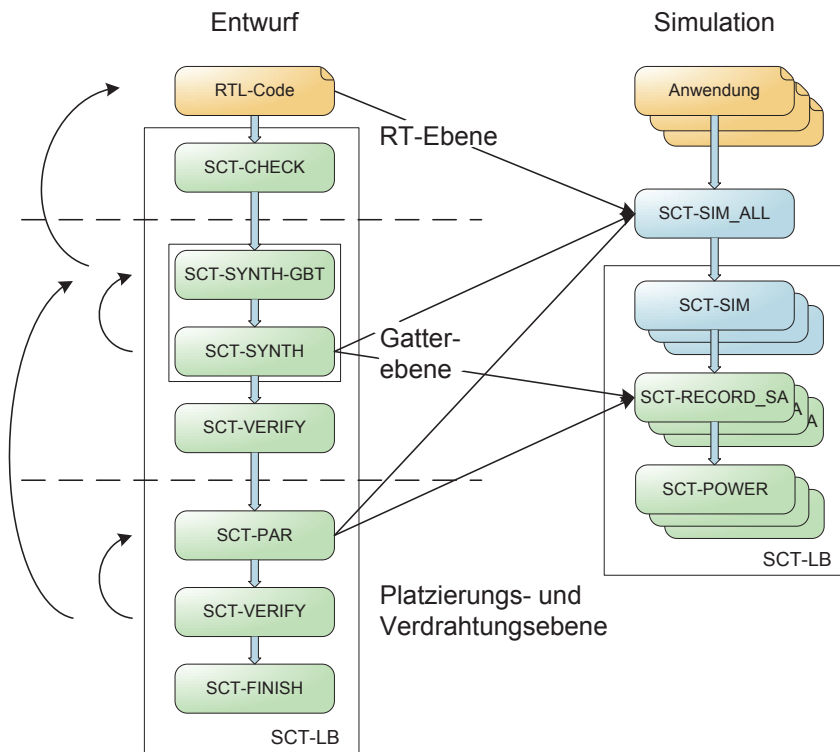 Entwurf
Simulation
RTL-Code
Anwendung
RT-Ebene
SCT-CHECK
SCT-SIM_ALL
SCT-SYNTH-GBT
SCT-SIM
SCT-SYNTH
Gatter-
ebene
SCT-RECORD_SA
A
A
SCT-VERIFY
SCT-POWER
SCT-PAR
SCT-LB
SCT-VERIFY
Platzierungs- und
Verdrahtungsebene
SCT-FINISH
SCT-LB